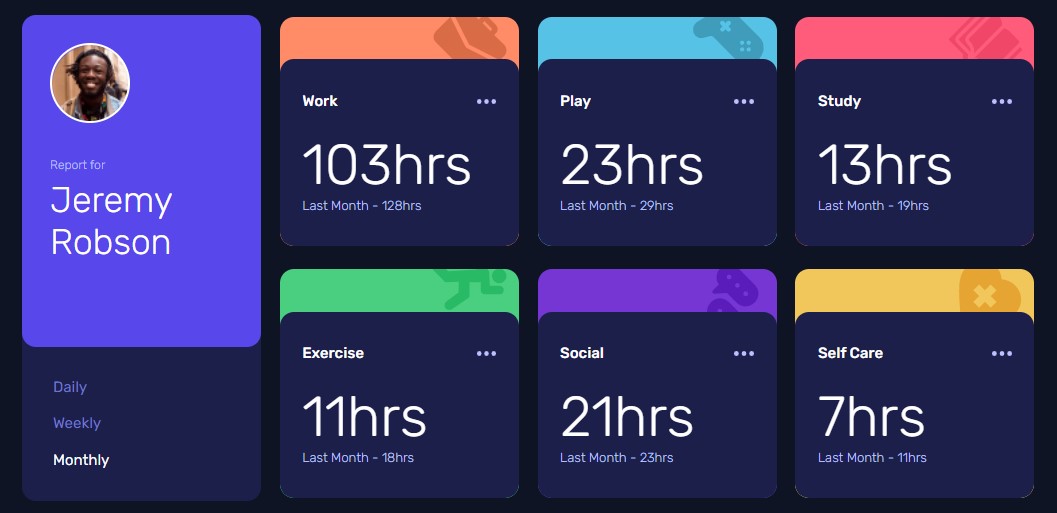 Report for
Jeremy
Robson
Daily
Weekly
Monthly
Work
103hrs
Last Month - 128hrs
Play
23hrs
Last Month - 29hrs
Study
13hrs
Last Month - 19hrs
Exercise
11hrs
Last Month - 18hrs
Social
21hrs
Last Month - 23hrs
Self Care
7hrs
Last Month - 11hrs